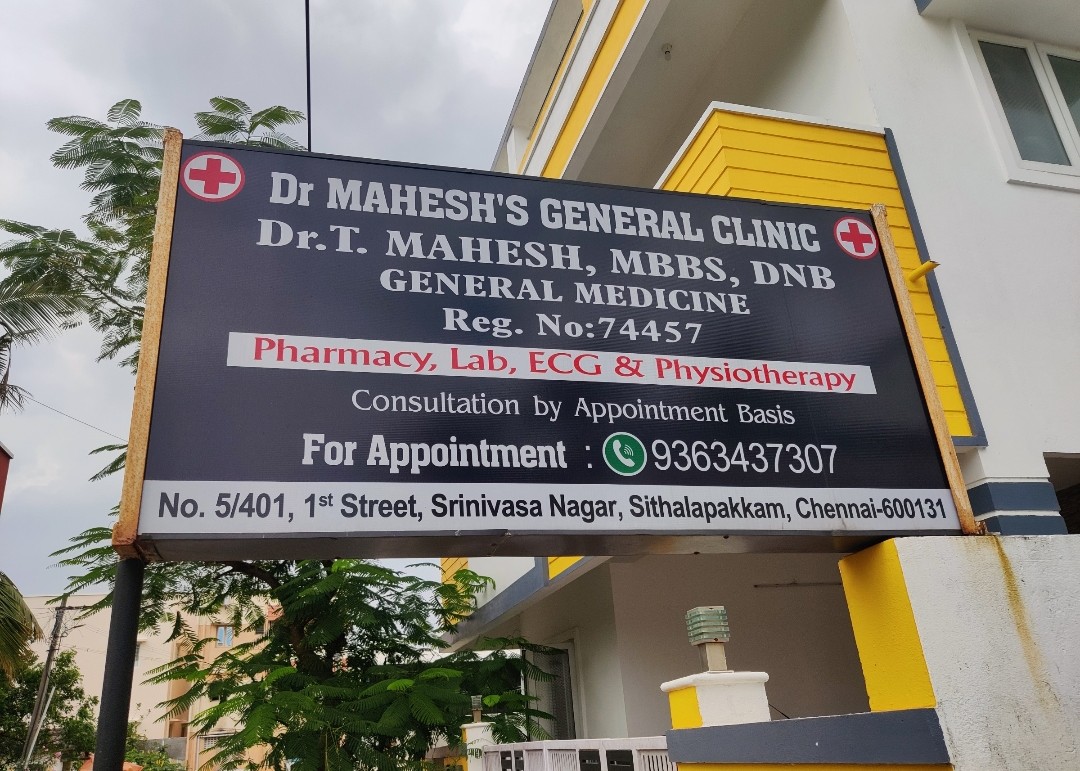 Dr MAHESH'S GENERAL CLINIC
Dr.T. MAHESH, MBBS, DNB
GENERAL MEDICINE
Reg. No:74457
Pharmacy, Lab, ECG & Physiotherapy
Consultation by Appointment Basis
For Appointment : 9363437307
No. 5/401, 1st Street, Srinivasa Nagar, Sithalapakkam, Chennai-600131